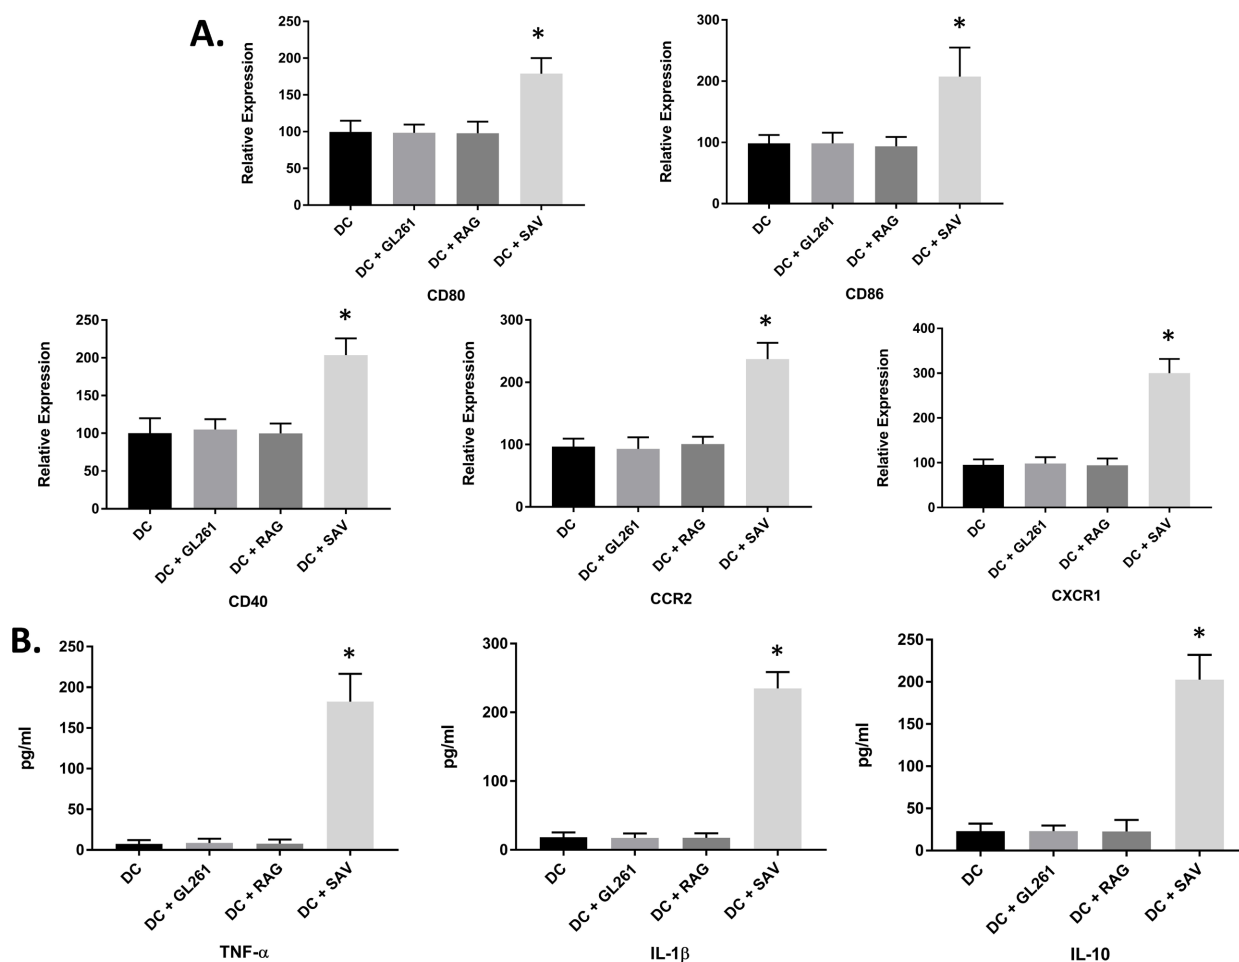 A.
Relative Expression
250
200
150
100
50
0
*
DC
DC + GL261
DC + RAG
DC + SAV
CD80
Relative Expression
300
200
100
0
*
DC
DC + GL261
DC + RAG
DC + SAV
CD86
Relative Expression
250
200
150
100
50
0
*
DC
DC + GL261
DC + RAG
DC + SAV
CD40
Relative Expression
300
200
100
0
*
DC
DC + GL261
DC + RAG
DC + SAV
CCR2
Relative Expression
400
300
200
100
0
*
DC
DC + GL261
DC + RAG
DC + SAV
CXCR1
B.
pg/ml
250
200
150
100
50
0
*
DC
DC + GL261
DC + RAG
DC + SAV
TNF-α
pg/ml
300
200
100
0
*
DC
DC + GL261
DC + RAG
DC + SAV
IL-1β
pg/ml
250
200
150
100
50
0
*
DC
DC + GL261
DC + RAG
DC + SAV
IL-10